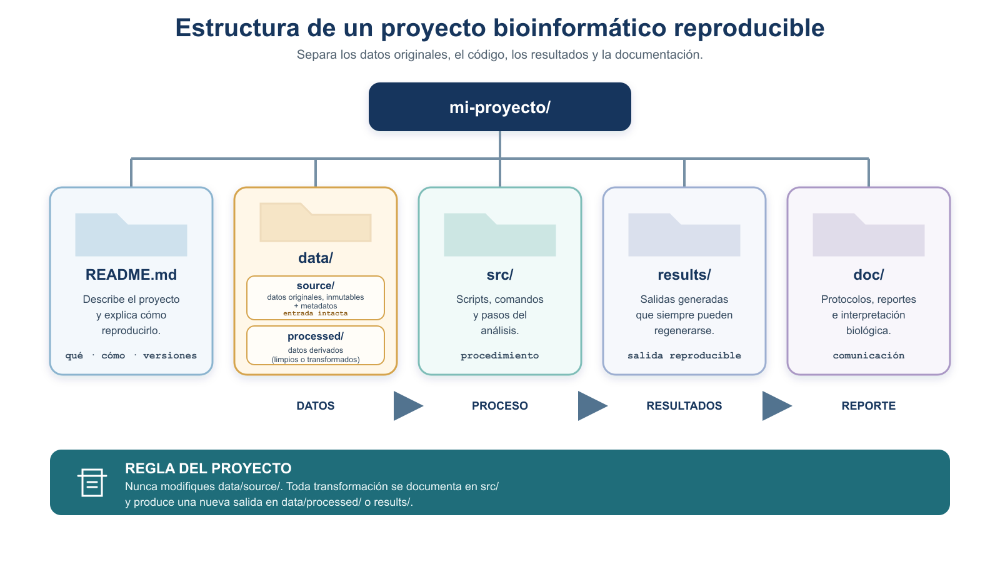 Estructura de un proyecto bioinformático reproducible
Separa los datos originales, el código, los resultados y la documentación.
mi-proyecto/
README.md
Describe el proyecto
y explica cómo
reproducirlo.
qué · cómo · versiones
data/
source/
datos originales, inmutables
+ metadatos
entrada intacta
processed/
datos derivados
(limpios o transformados)
src/
Scripts, comandos
y pasos del
análisis.
procedimiento
results/
Salidas generadas
que siempre pueden
regenerarse.
salida reproducible
doc/
Protocolos, reportes
e interpretación
biológica.
comunicación
DATOS
PROCESO
RESULTADOS
REPORTE
REGLA DEL PROYECTO
Nunca modifiques data/source/. Toda transformación se documenta en src/
y produce una nueva salida en data/processed/ o results/.